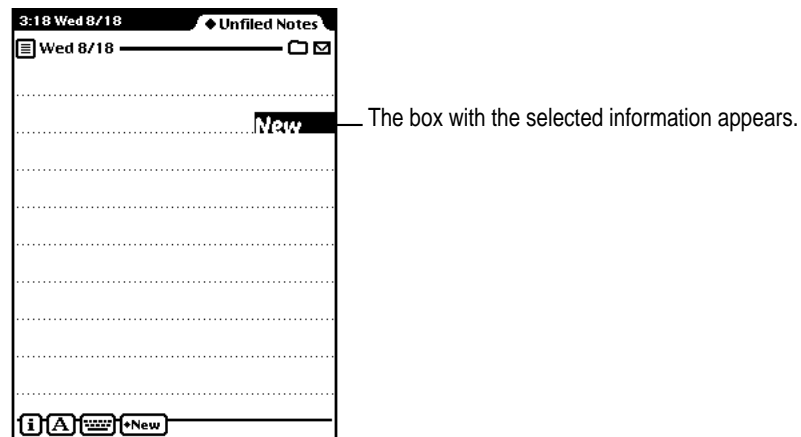 3:18 Wed 8/18 ◆Unfiled Notes
Wed 8/18
New
The box with the selected information appears.
i A •New